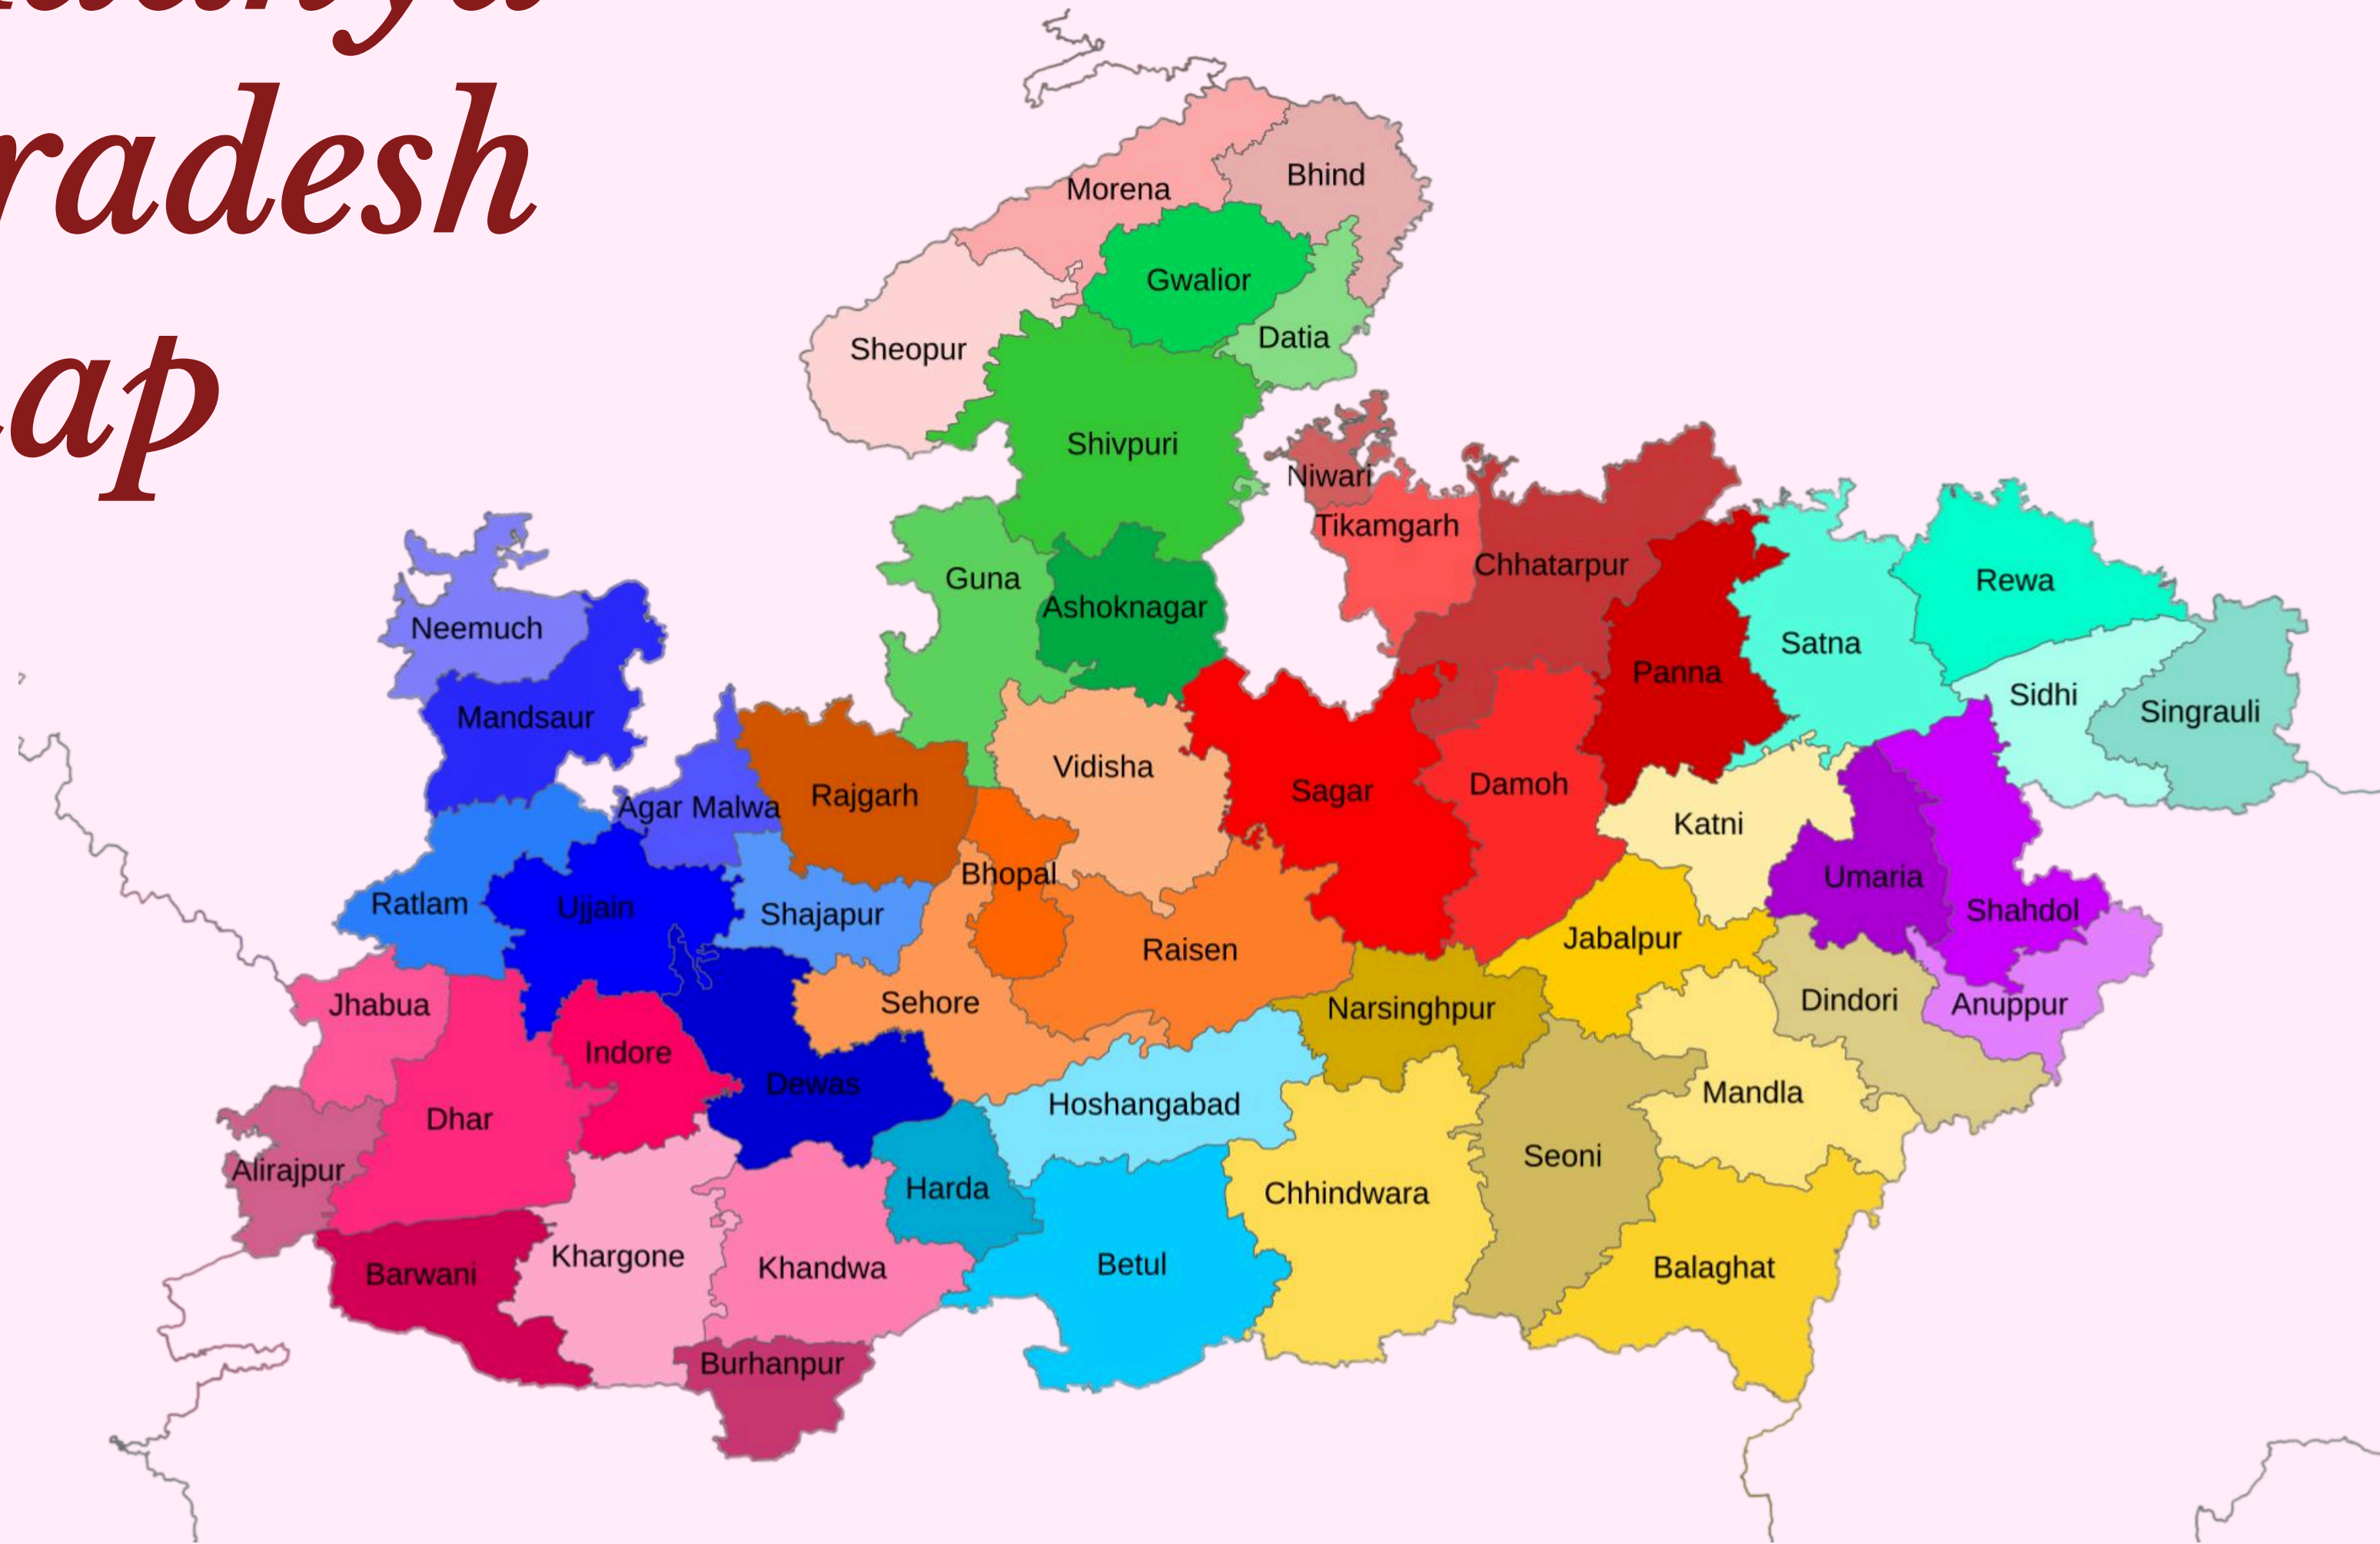 radesh
ap
Morena
Bhind
Gwalior
Sheopur
Datia
Shivpuri
Niwari
Tikamgarh
Chhatarpur
Guna
Ashoknagar
Rewa
Neemuch
Satna
Panna
Sidhi
Singrauli
Mandsaur
Vidisha
Rajgarh
Agar Malwa
Sagar
Damoh
Katni
Bhopal
Umaria
Ratlam
Ujjain
Shajapur
Shahdol
Raisen
Jabalpur
Jhabua
Sehore
Narsinghpur
Dindori
Anuppur
Indore
Dewas
Hoshangabad
Mandla
Dhar
Alirajpur
Harda
Chhindwara
Seoni
Barwani
Khargone
Khandwa
Betul
Balaghat
Burhanpur